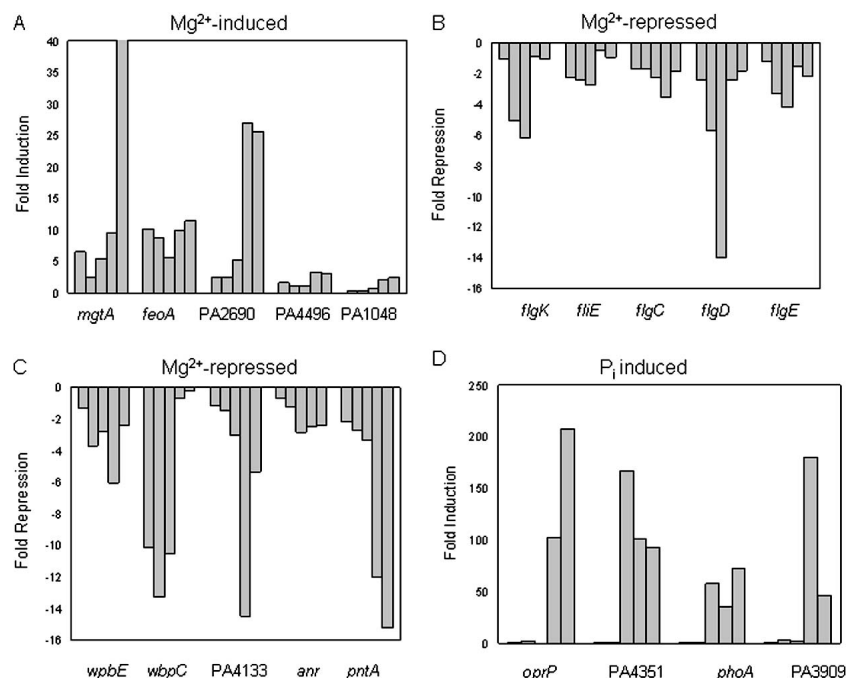 A
Mg²⁺-induced
Fold Induction
40
35
30
25
20
15
10
5
0
mgtA feoA PA2690 PA4496 PA1048
B
Mg²⁺-repressed
Fold Repression
0
-2
-4
-6
-8
-10
-12
-14
-16
flgK fliE flgC flgD flgE
C
Mg²⁺-repressed
Fold Repression
0
-2
-4
-6
-8
-10
-12
-14
-16
wpbE wbpC PA4133 anr pntA
D
Pᵢ induced
Fold Induction
250
200
150
100
50
0
oprP PA4351 phoA PA3909